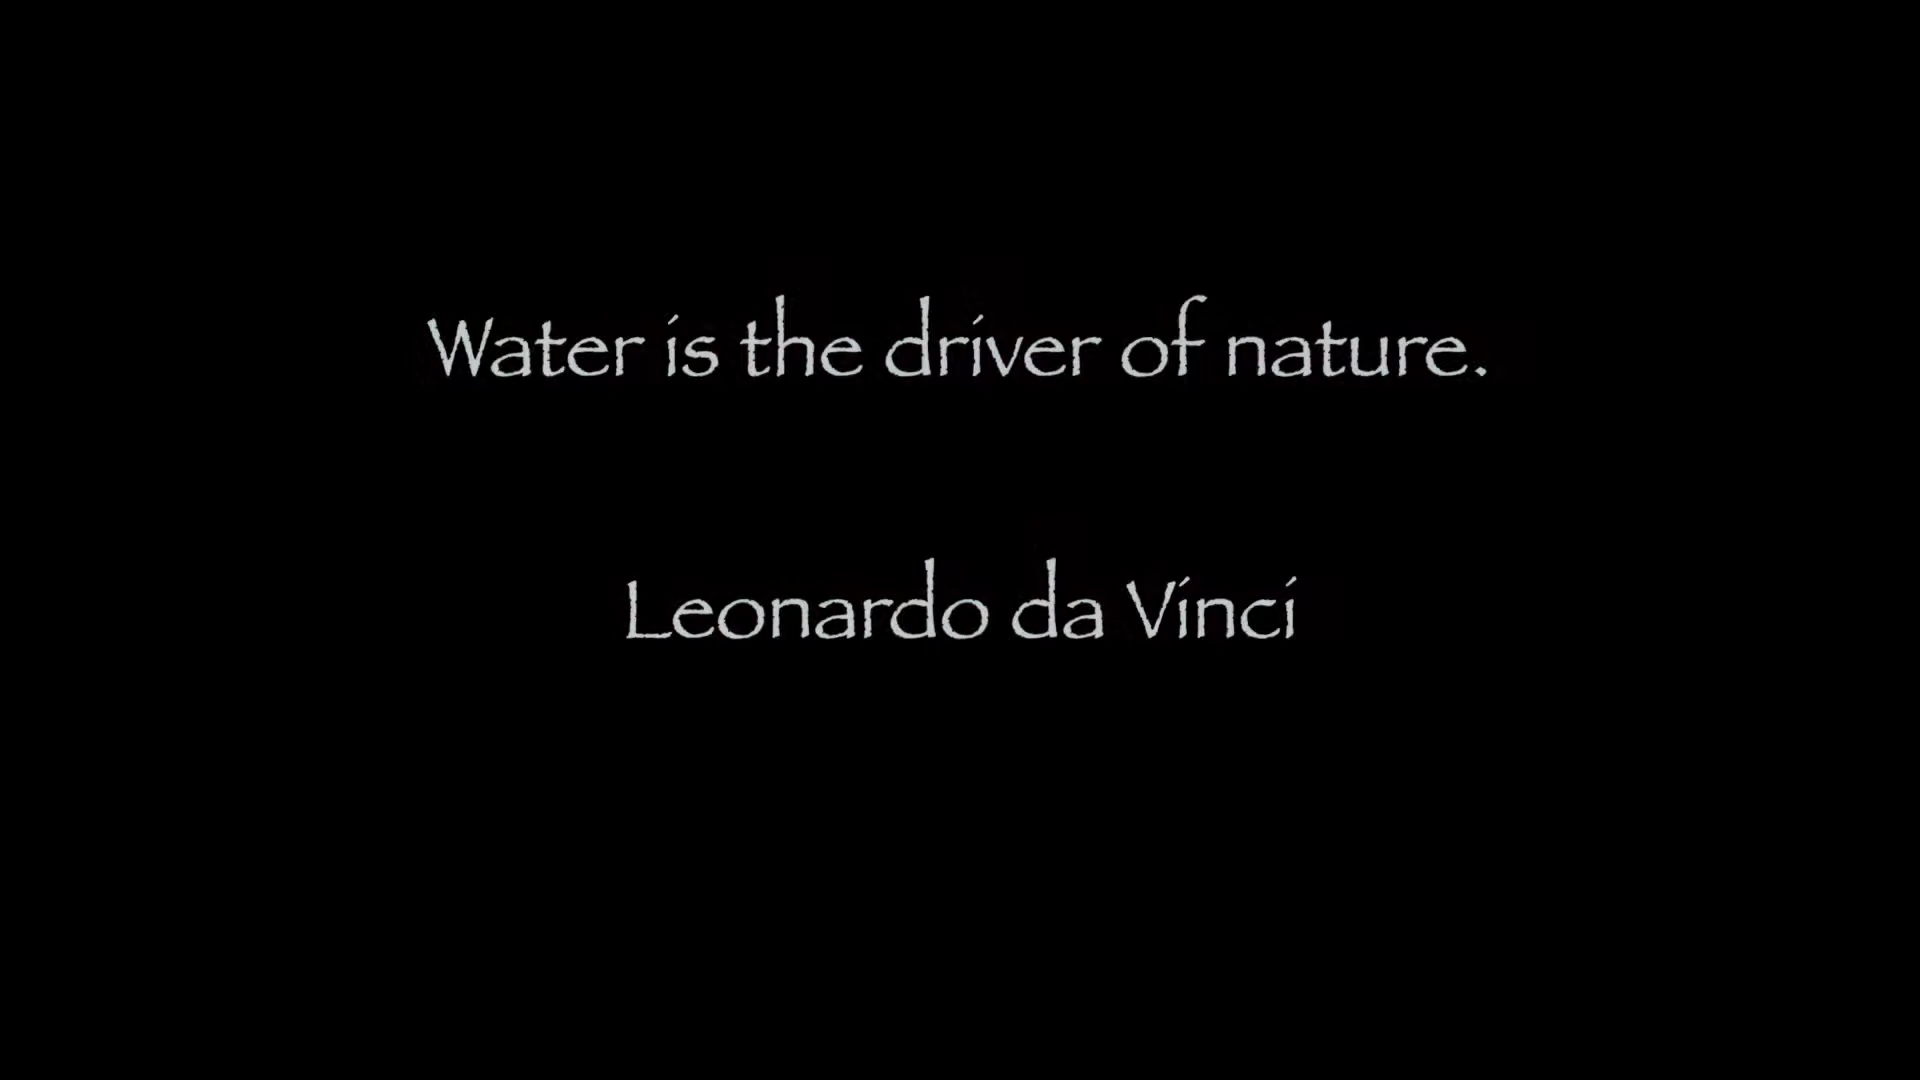 Water is the driver of nature.
Leonardo da Vinci